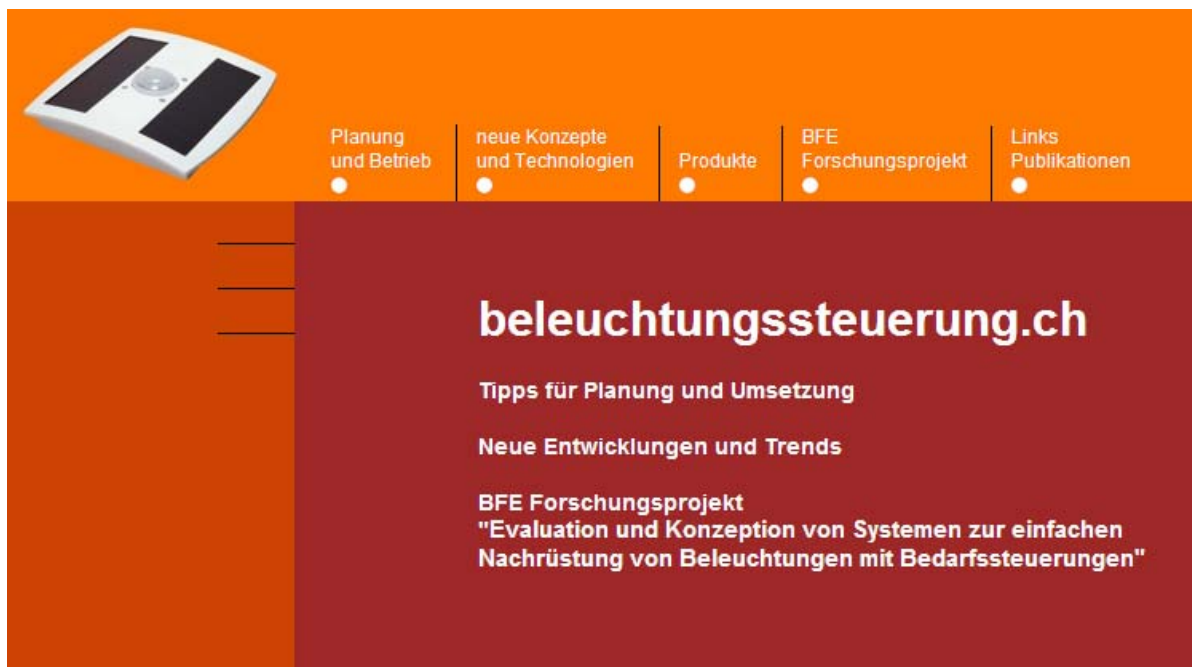 Planung
und Betrieb
neue Konzepte
und Technologien
Produkte
BFE
Forschungsprojekt
Links
Publikationen
beleuchtungssteuerung.ch
Tipps für Planung und Umsetzung
Neue Entwicklungen und Trends
BFE Forschungsprojekt
"Evaluation und Konzeption von Systemen zur einfachen
Nachrüstung von Beleuchtungen mit Bedarfssteuerungen"